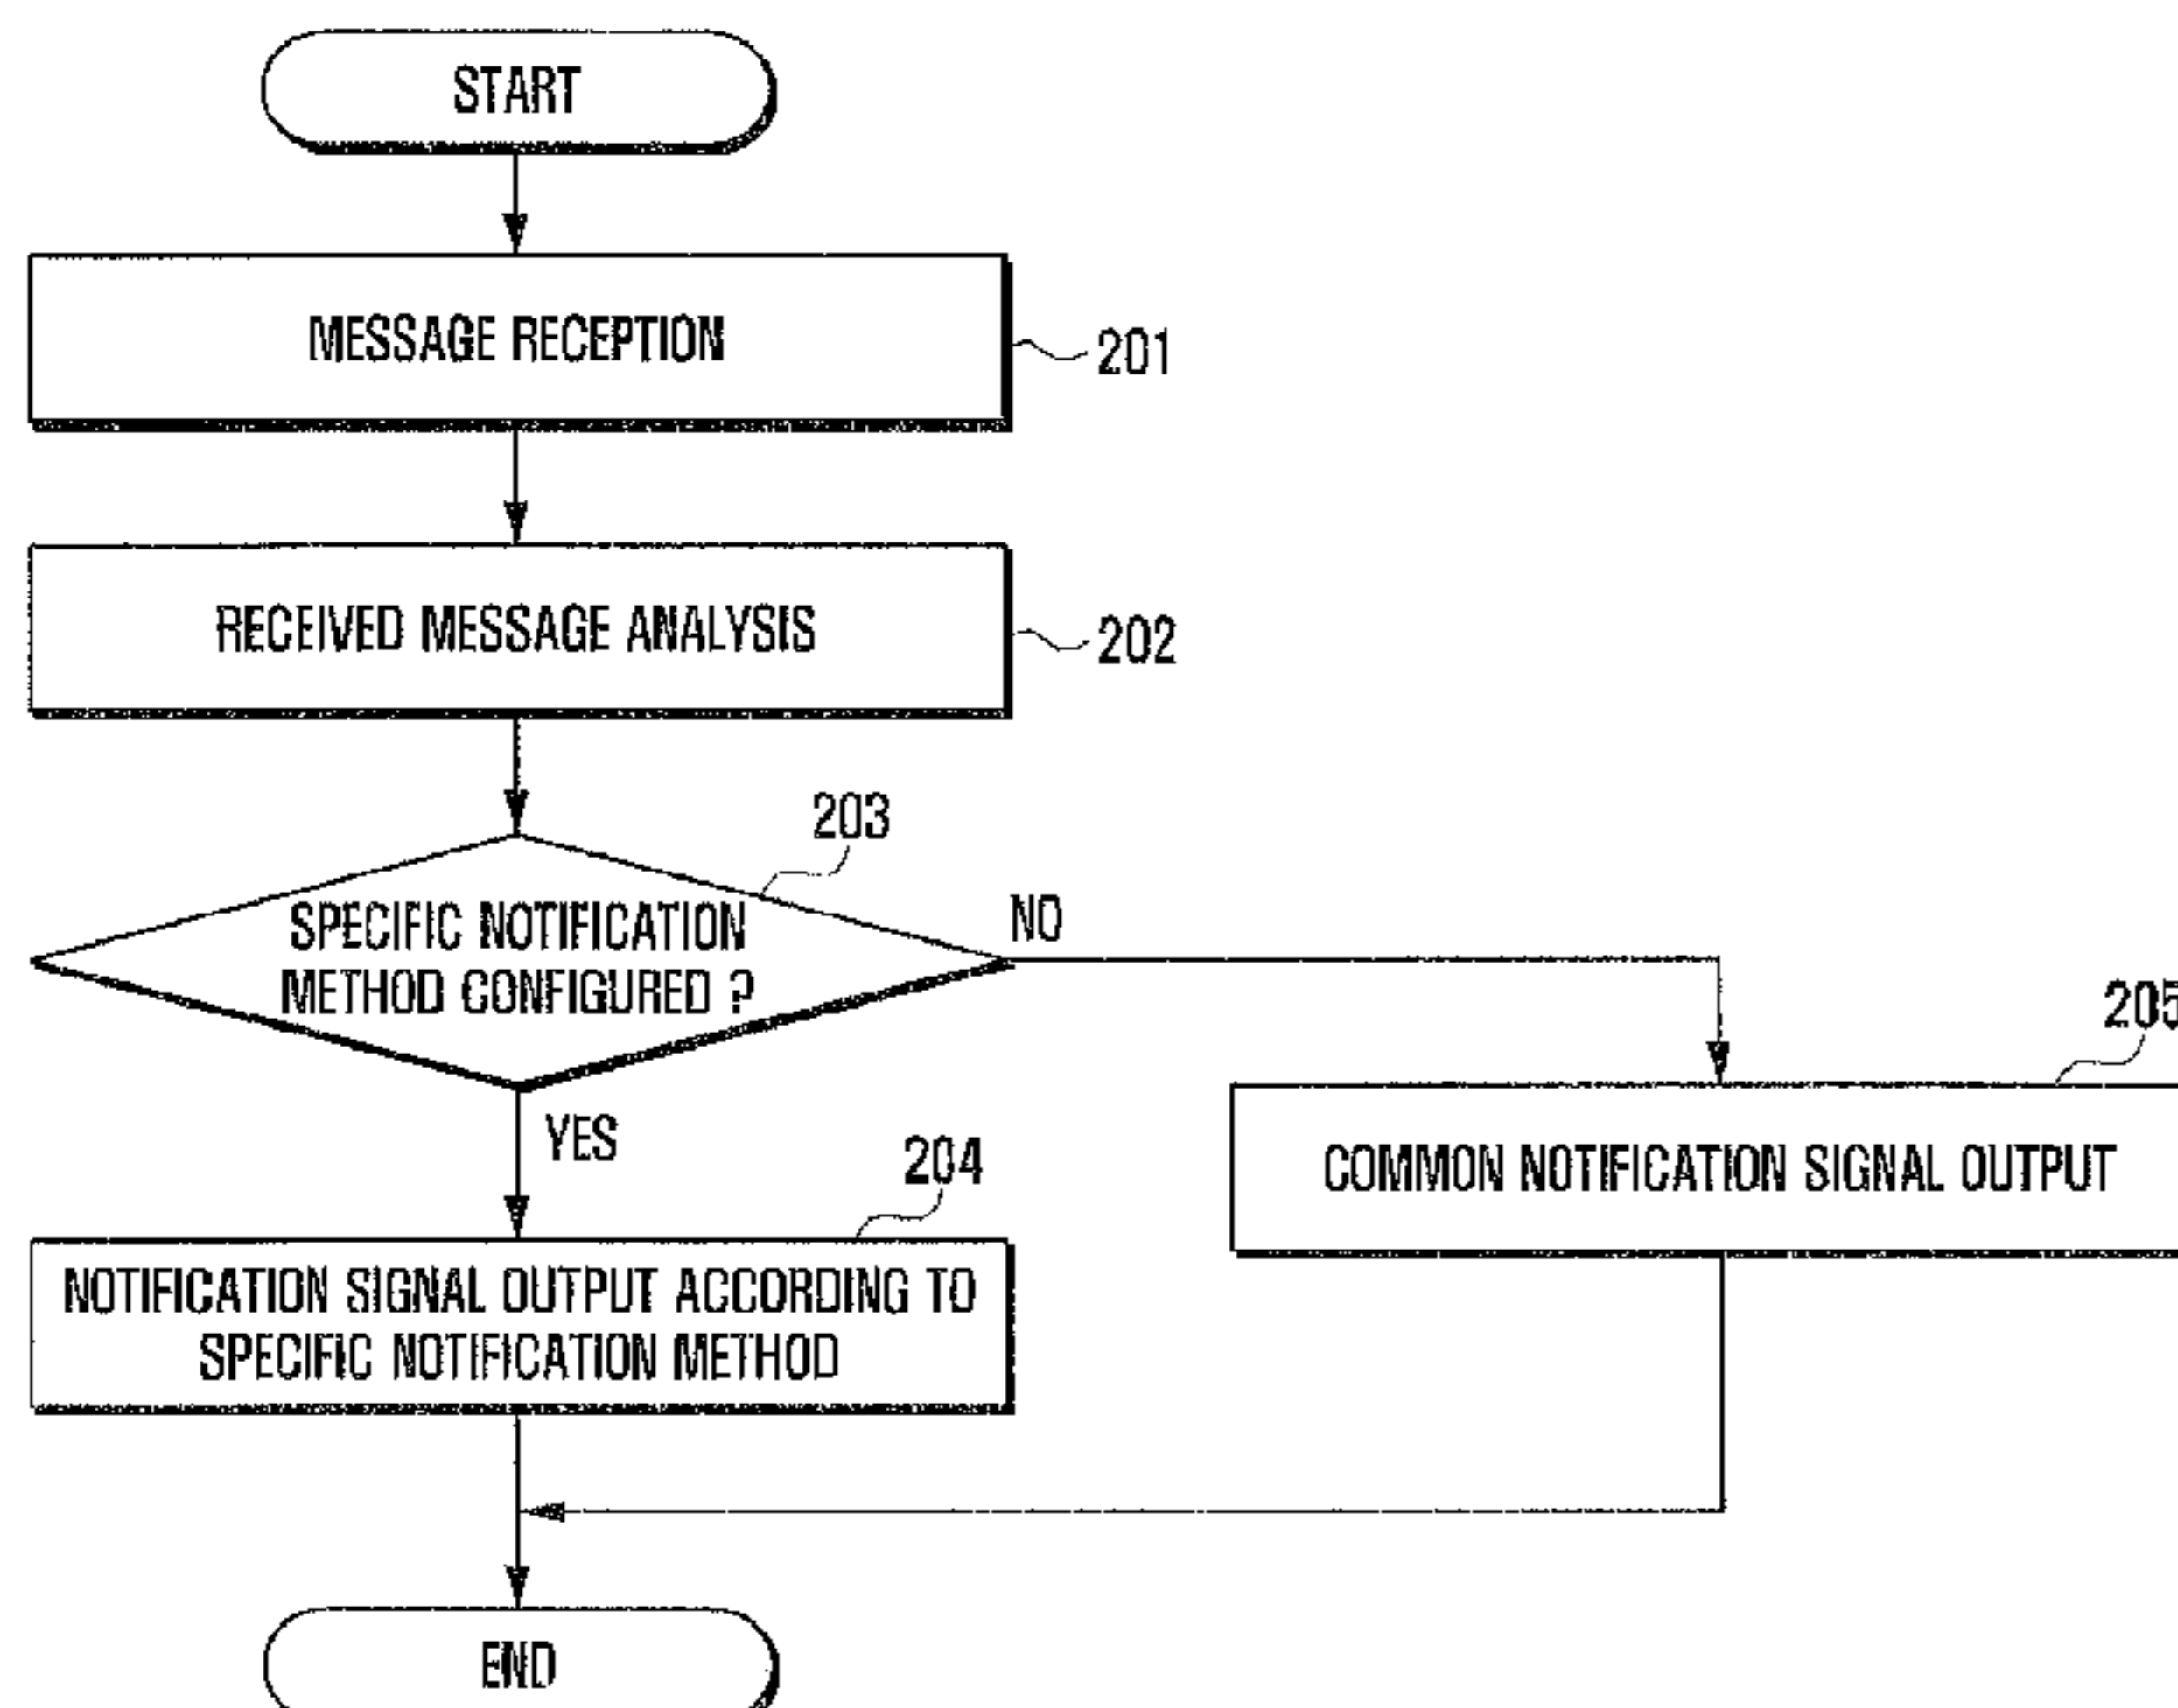 START
MESSAGE RECEPTION
201
RECEIVED MESSAGE ANALYSIS
202
203
SPECIFIC NOTIFICATION
METHOD CONFIGURED ?
NO
YES
205
COMMON NOTIFICATION SIGNAL OUTPUT
204
NOTIFICATION SIGNAL OUTPUT ACCORDING TO
SPECIFIC NOTIFICATION METHOD
END